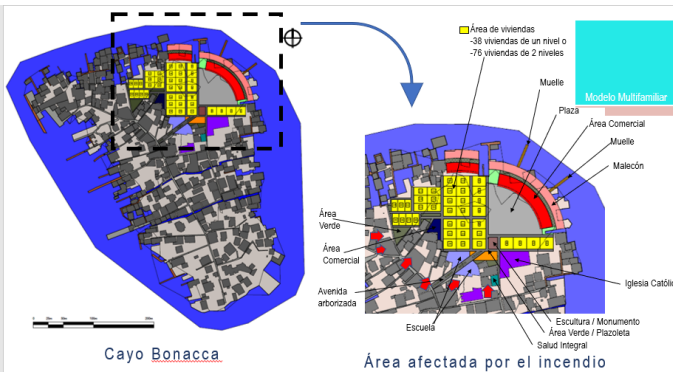 Área de viviendas
-38 viviendas de un nivel o
-76 viviendas de 2 niveles
Modelo Multifamiliar
Muelle
Plaza
Área Comercial
Muelle
Malecón
Área
Verde
Área
Comercial
Avenida
arborizada
Escuela
Iglesia Católic
Escultura / Monumento
Área Verde / Plazoleta
Salud Integral
Cayo Bonacca
Área afectada por el incendio